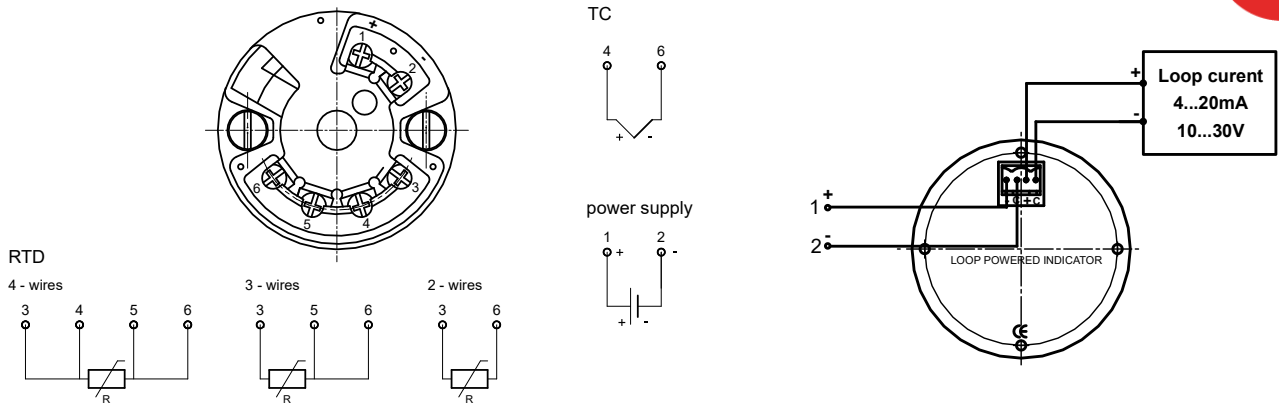 +
1
-
2
6
3
5
4
TC
4 6
+ -
power supply
1 + 2 -
+ -
RTD
4 - wires
3 4 5 6
R
3 - wires
3 5 6
R
2 - wires
3 6
R
+ Loop curent
4...20mA
- 10...30V
C + C
1 +
2 -
LOOP POWERED INDICATOR
CE